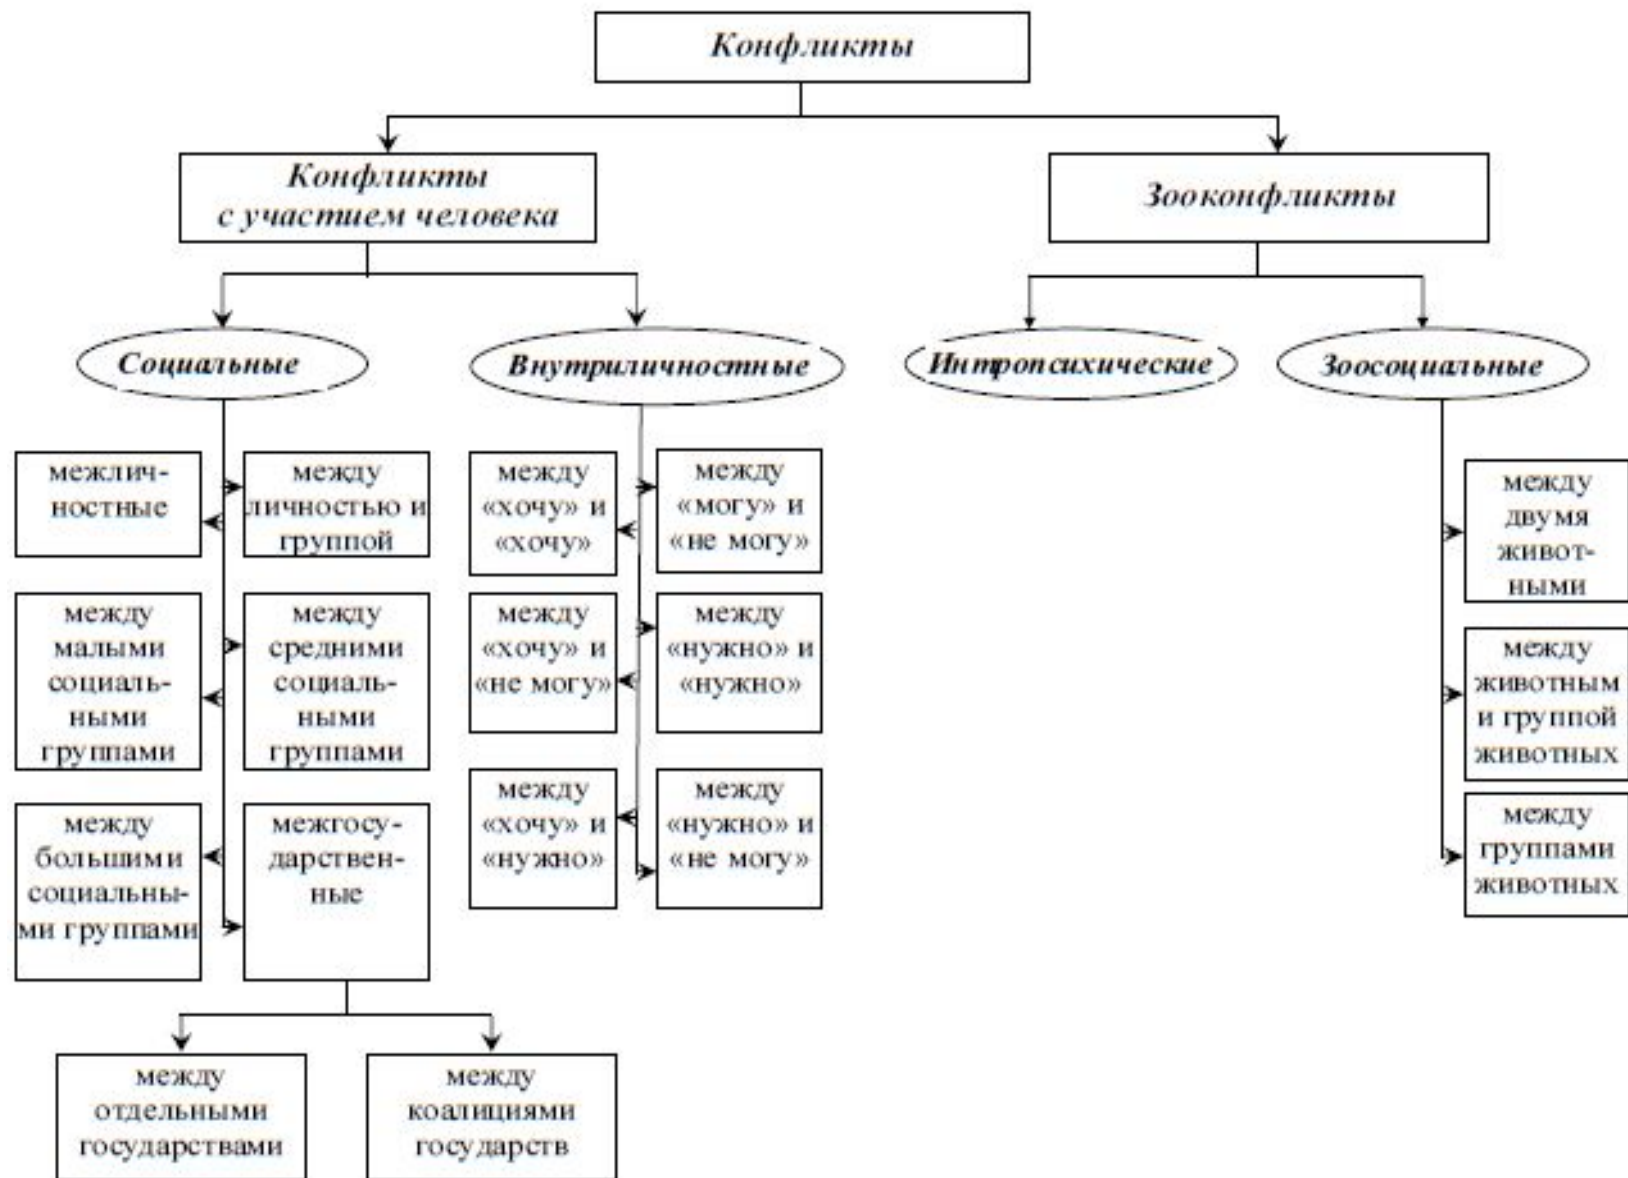 Конфликты
Конфликты
с участием человека
Зооконфликты
Социальные
Внутриличностные
Интропсихические
Зоосоциальные
межлич-
ностные
между
личностью и
группой
между
малыми
социаль-
ными
группами
между
средними
социаль-
ными
группами
между
большими
социальны-
ми группами
межгосу-
дарствен-
ные
между
отдельными
государствами
между
коалициями
государств
между
«хочу» и
«хочу»
между
«могу» и
«не могу»
между
«хочу» и
«не могу»
между
«нужно» и
«нужно»
между
«хочу» и
«нужно»
между
«нужно» и
«не могу»
между
двумя
живот-
ными
между
животным
и группой
животных
между
группами
животных